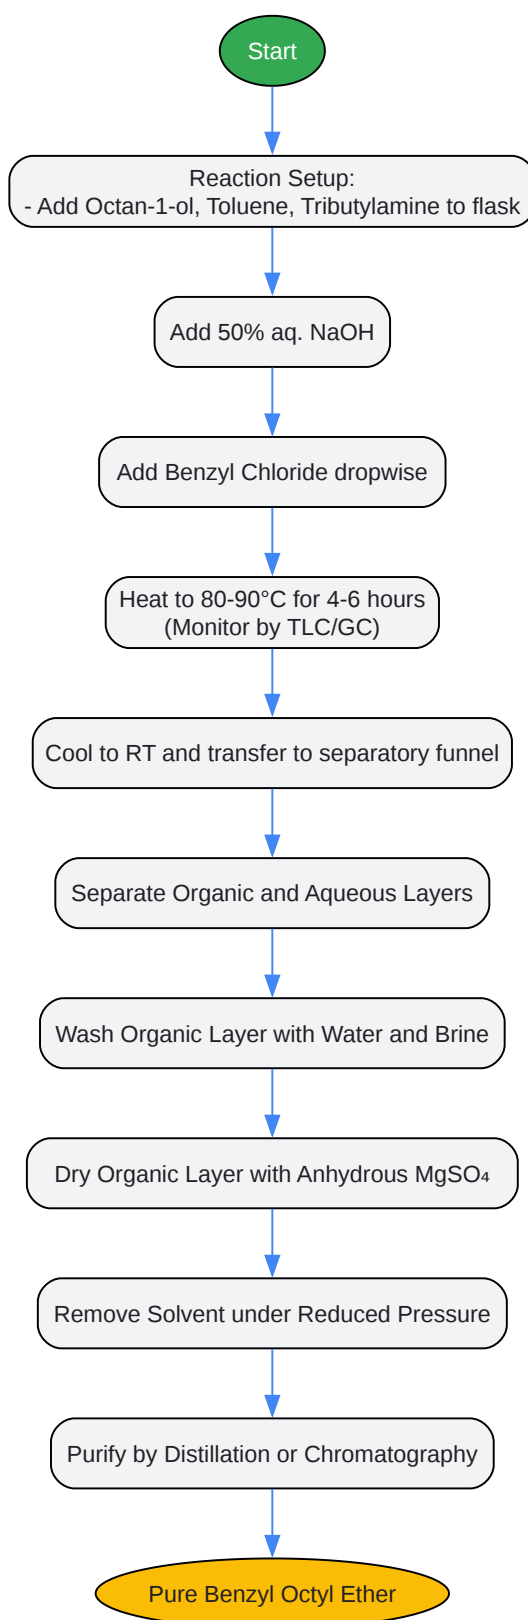 Start
Reaction Setup:
- Add Octan-1-ol, Toluene, Tributylamine to flask
Add 50% aq. NaOH
Add Benzyl Chloride dropwise
Heat to 80-90°C for 4-6 hours
(Monitor by TLC/GC)
Cool to RT and transfer to separatory funnel
Separate Organic and Aqueous Layers
Wash Organic Layer with Water and Brine
Dry Organic Layer with Anhydrous MgSO₄
Remove Solvent under Reduced Pressure
Purify by Distillation or Chromatography
Pure Benzyl Octyl Ether